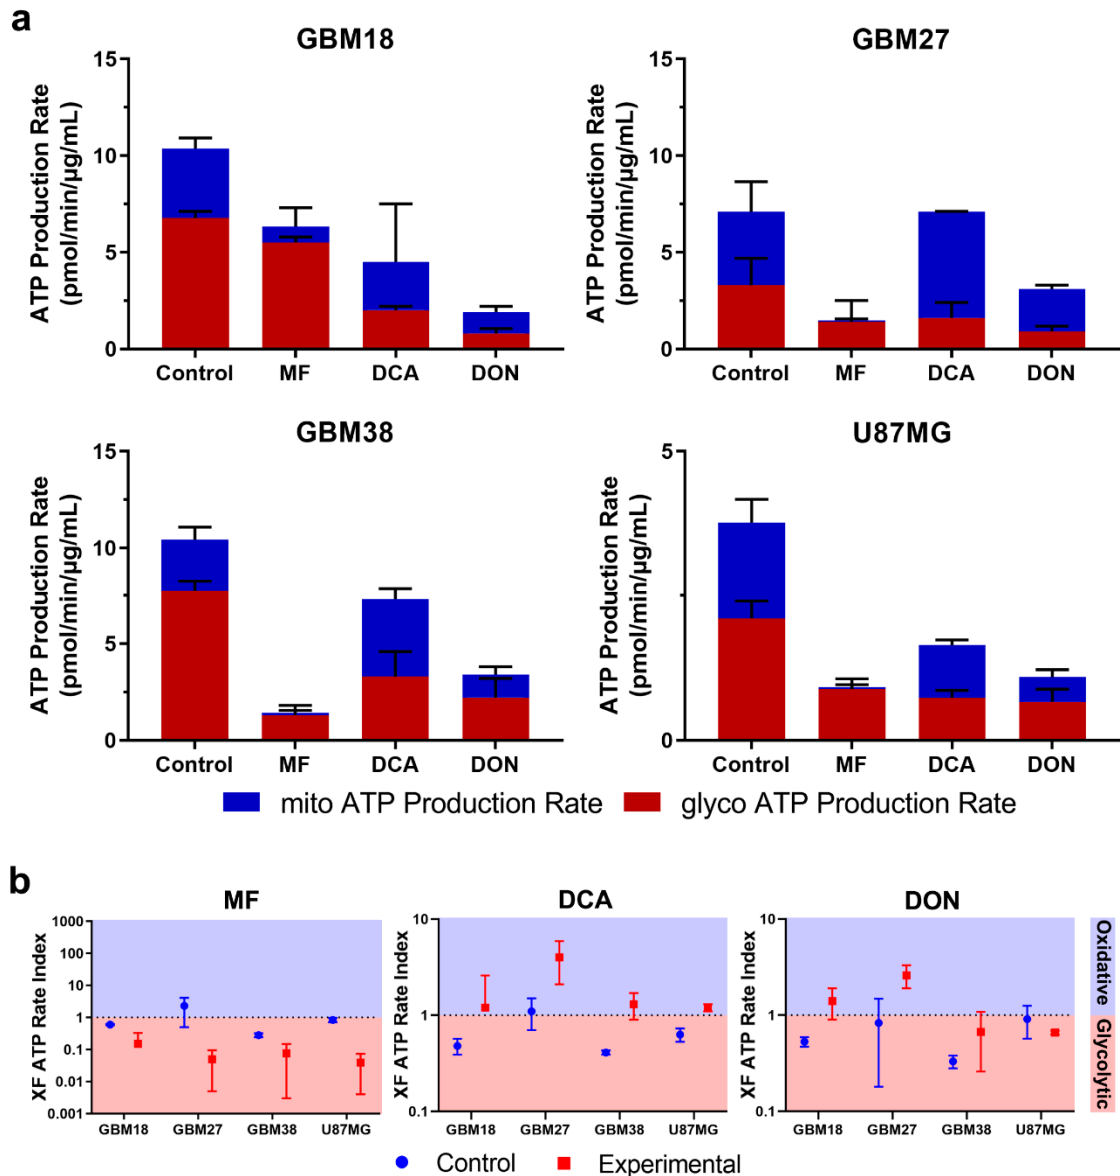 a
GBM18
ATP Production Rate
(pmol/min/µg/mL)
15
10
5
0
Control MF DCA DON
GBM27
ATP Production Rate
(pmol/min/µg/mL)
15
10
5
0
Control MF DCA DON
GBM38
ATP Production Rate
(pmol/min/µg/mL)
15
10
5
0
Control MF DCA DON
U87MG
ATP Production Rate
(pmol/min/µg/mL)
5
0
Control MF DCA DON
mito ATP Production Rate glyco ATP Production Rate
b
MF
XF ATP Rate Index
1000
100
10
1
0.1
0.01
0.001
GBM18 GBM27 GBM38 U87MG
DCA
XF ATP Rate Index
10
1
0.1
GBM18 GBM27 GBM38 U87MG
DON
XF ATP Rate Index
10
1
0.1
GBM18 GBM27 GBM38 U87MG
Oxidative
Glycolytic
Control Experimental